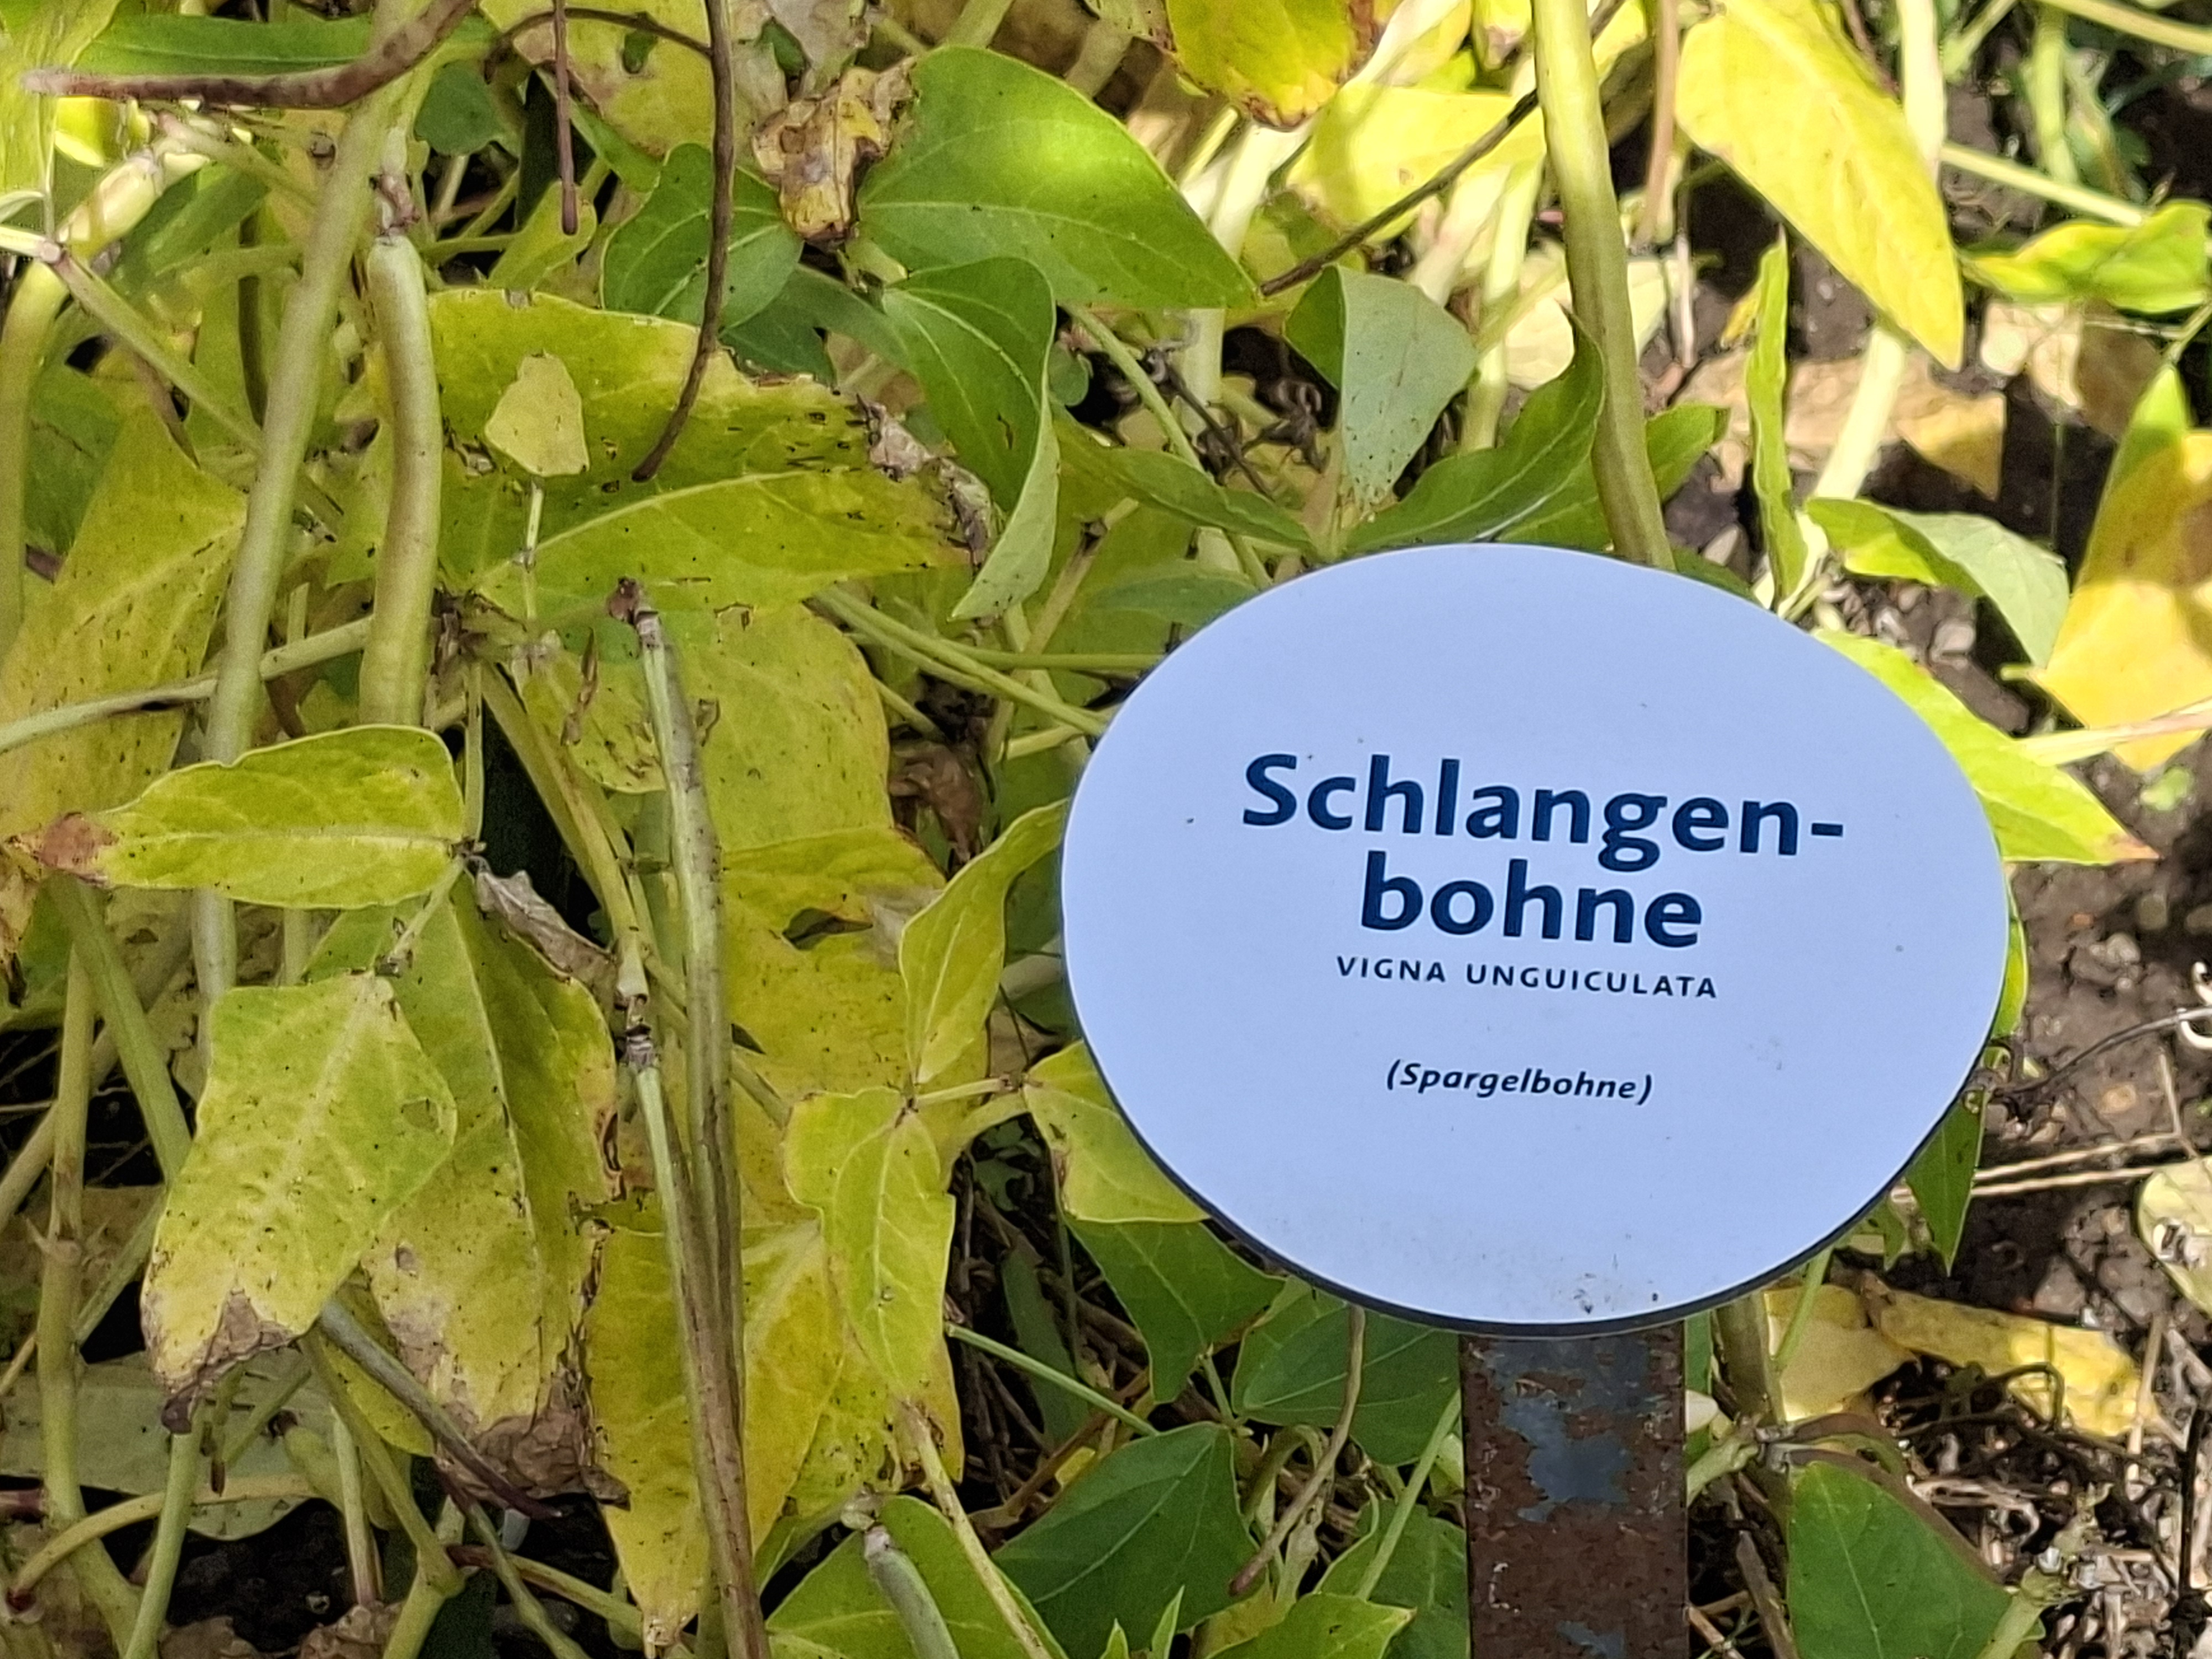 Schlangen-
bohne
VIGNA UNGUICULATA
(Spargelbohne)